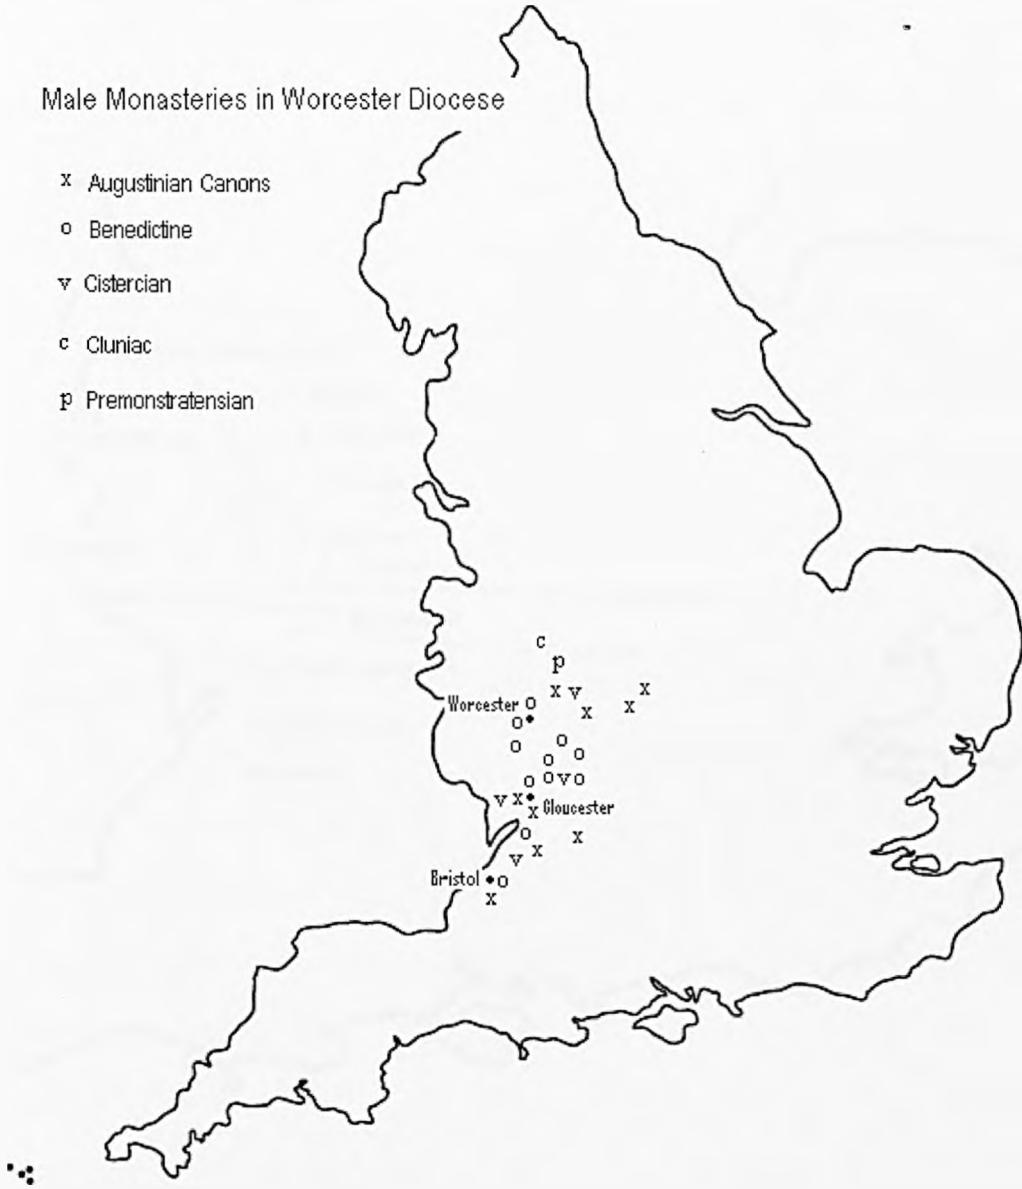 Male Monasteries in Worcester Diocese
x Augustinian Canons
o Benedictine
v Cistercian
c Cluniac
p Premonstratensian
c
p
x v x
x
x
Worcester o
o
o
o
o
o
o v o
o
v x
x Gloucester
o
x
x
v
Bristol o
x